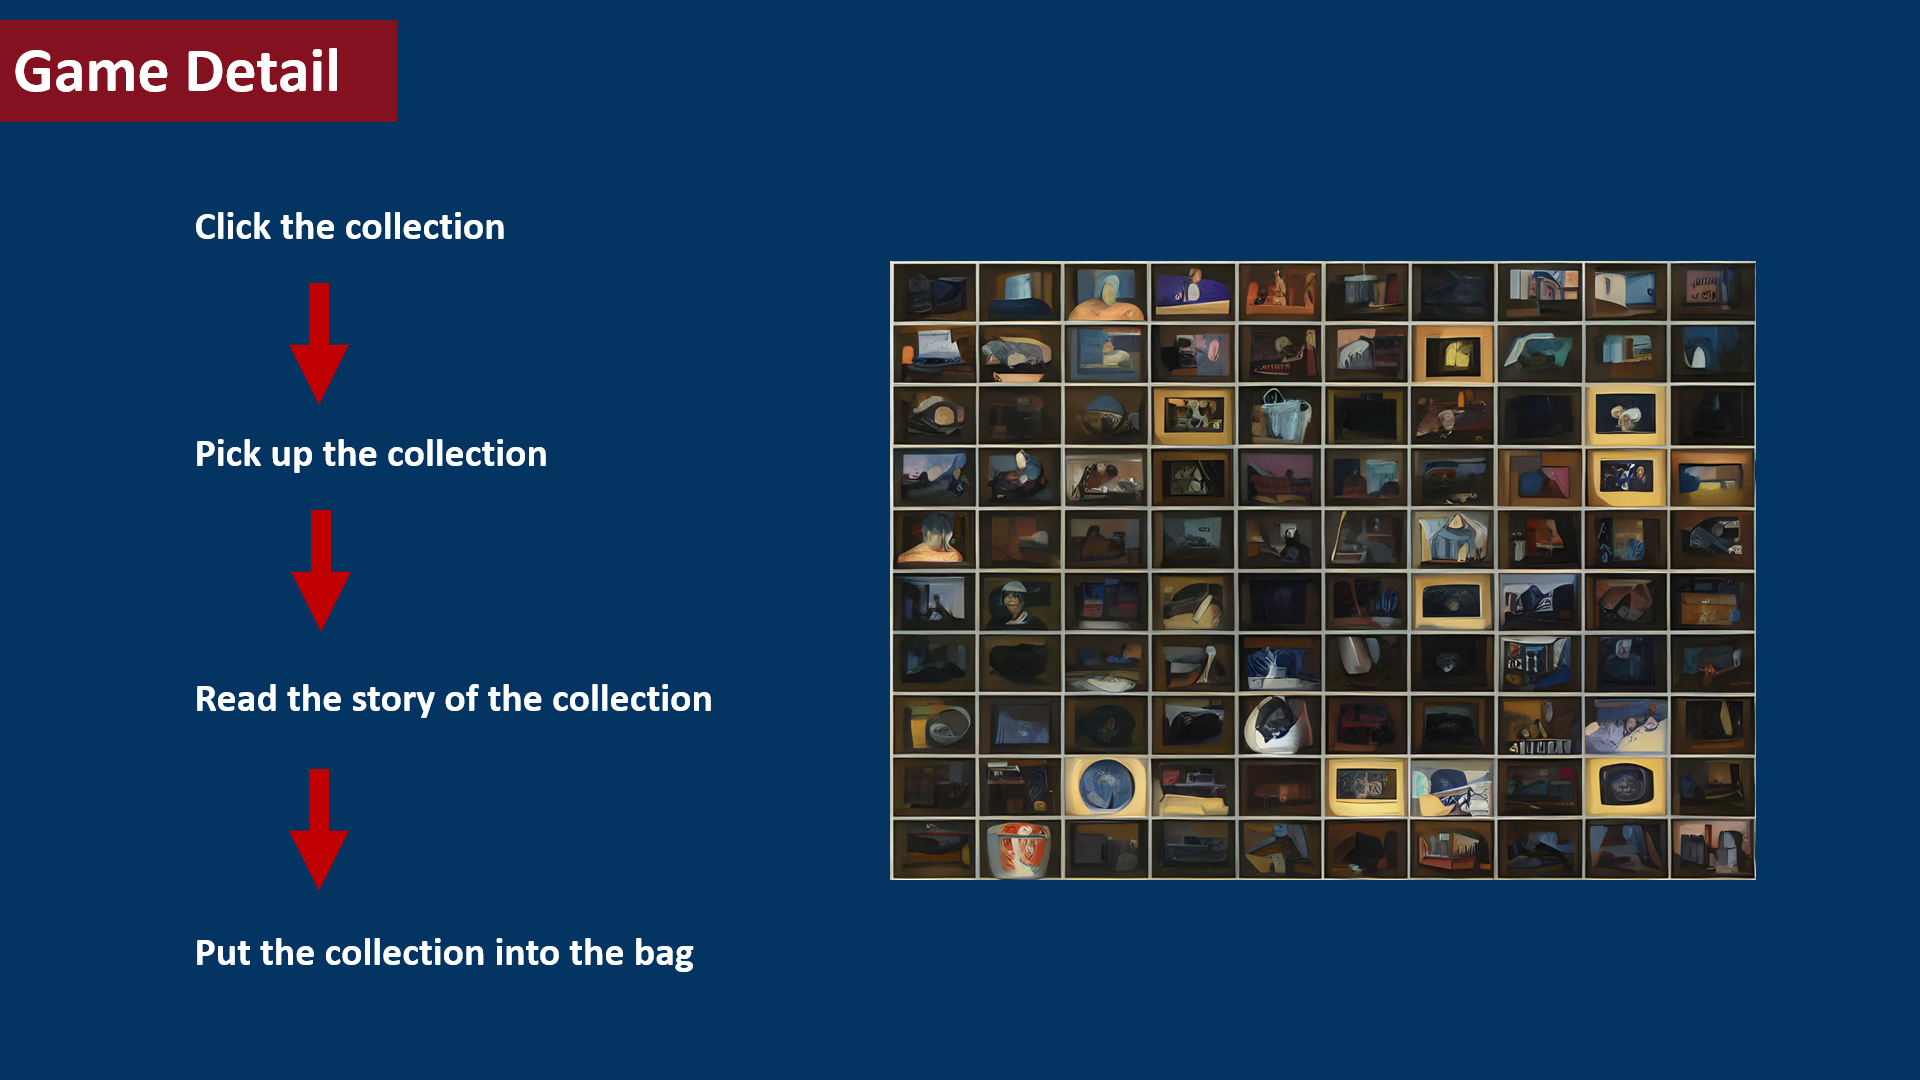 Game Detail
Click the collection
Pick up the collection
Read the story of the collection
Put the collection into the bag